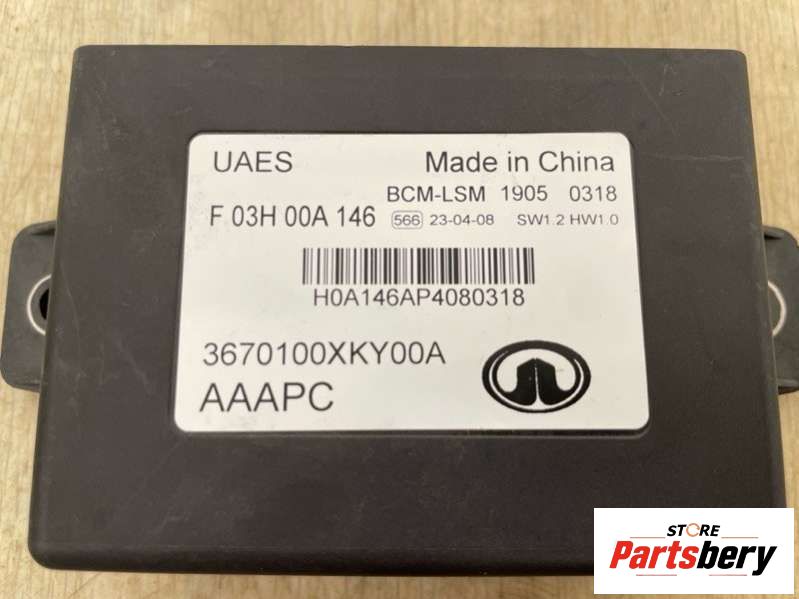 UAES Made in China
BCM-LSM 1905 0318
F 03H 00A 146 566 23-04-08 SW1.2 HW1.0
H0A146AP4080318
3670100XKY00A
AAAPC
STORE
Partsbery